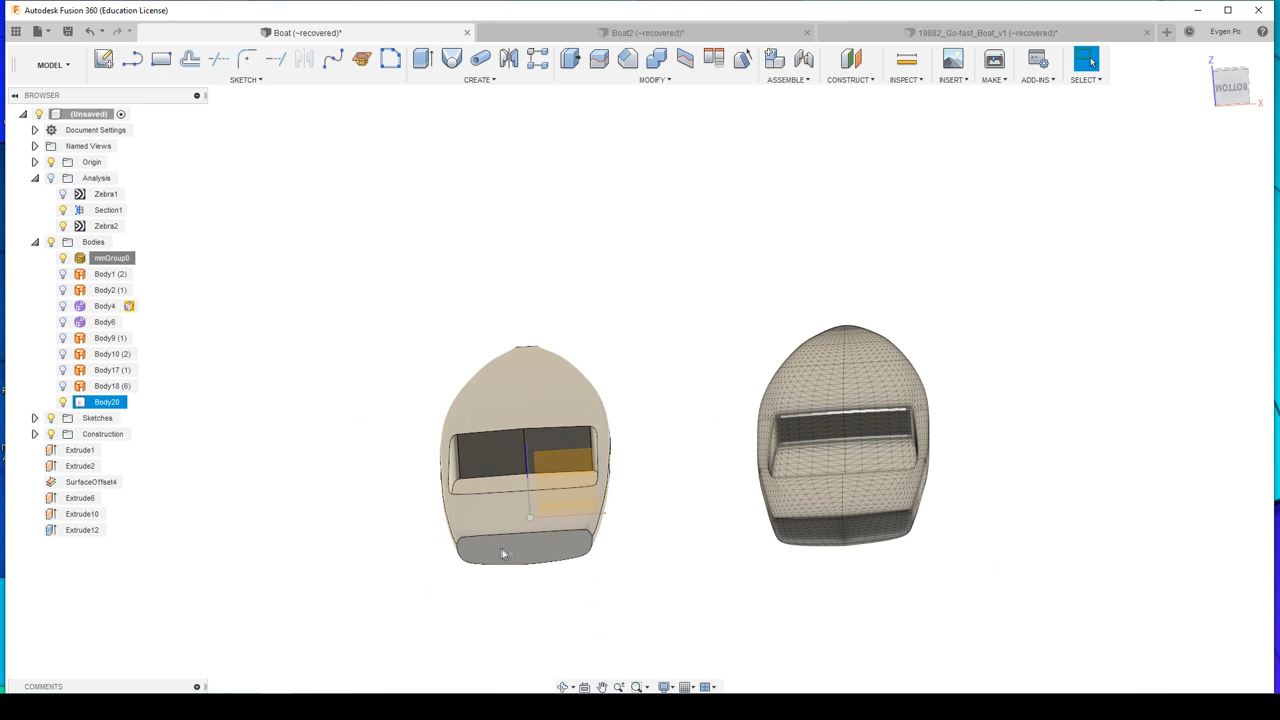 Autodesk Fusion 360 (Education License)
Boat (~recovered)*
Boat2 (~recovered)*
19882_Go-fast_Boat_v1 (~recovered)*
Evgen Po
MODEL
SKETCH
CREATE
MODIFY
ASSEMBLE
CONSTRUCT
INSPECT
INSERT
MAKE
ADD-INS
SELECT
BROWSER
(Unsaved)
Document Settings
Named Views
Origin
Analysis
Zebra1
Section1
Zebra2
Bodies
mmGroup0
Body1 (2)
Body2 (1)
Body4
Body6
Body9 (1)
Body10 (2)
Body17 (1)
Body18 (6)
Body20
Sketches
Construction
Extrude1
Extrude2
SurfaceOffset4
Extrude6
Extrude10
Extrude12
Z
BOTTOM
X
COMMENTS